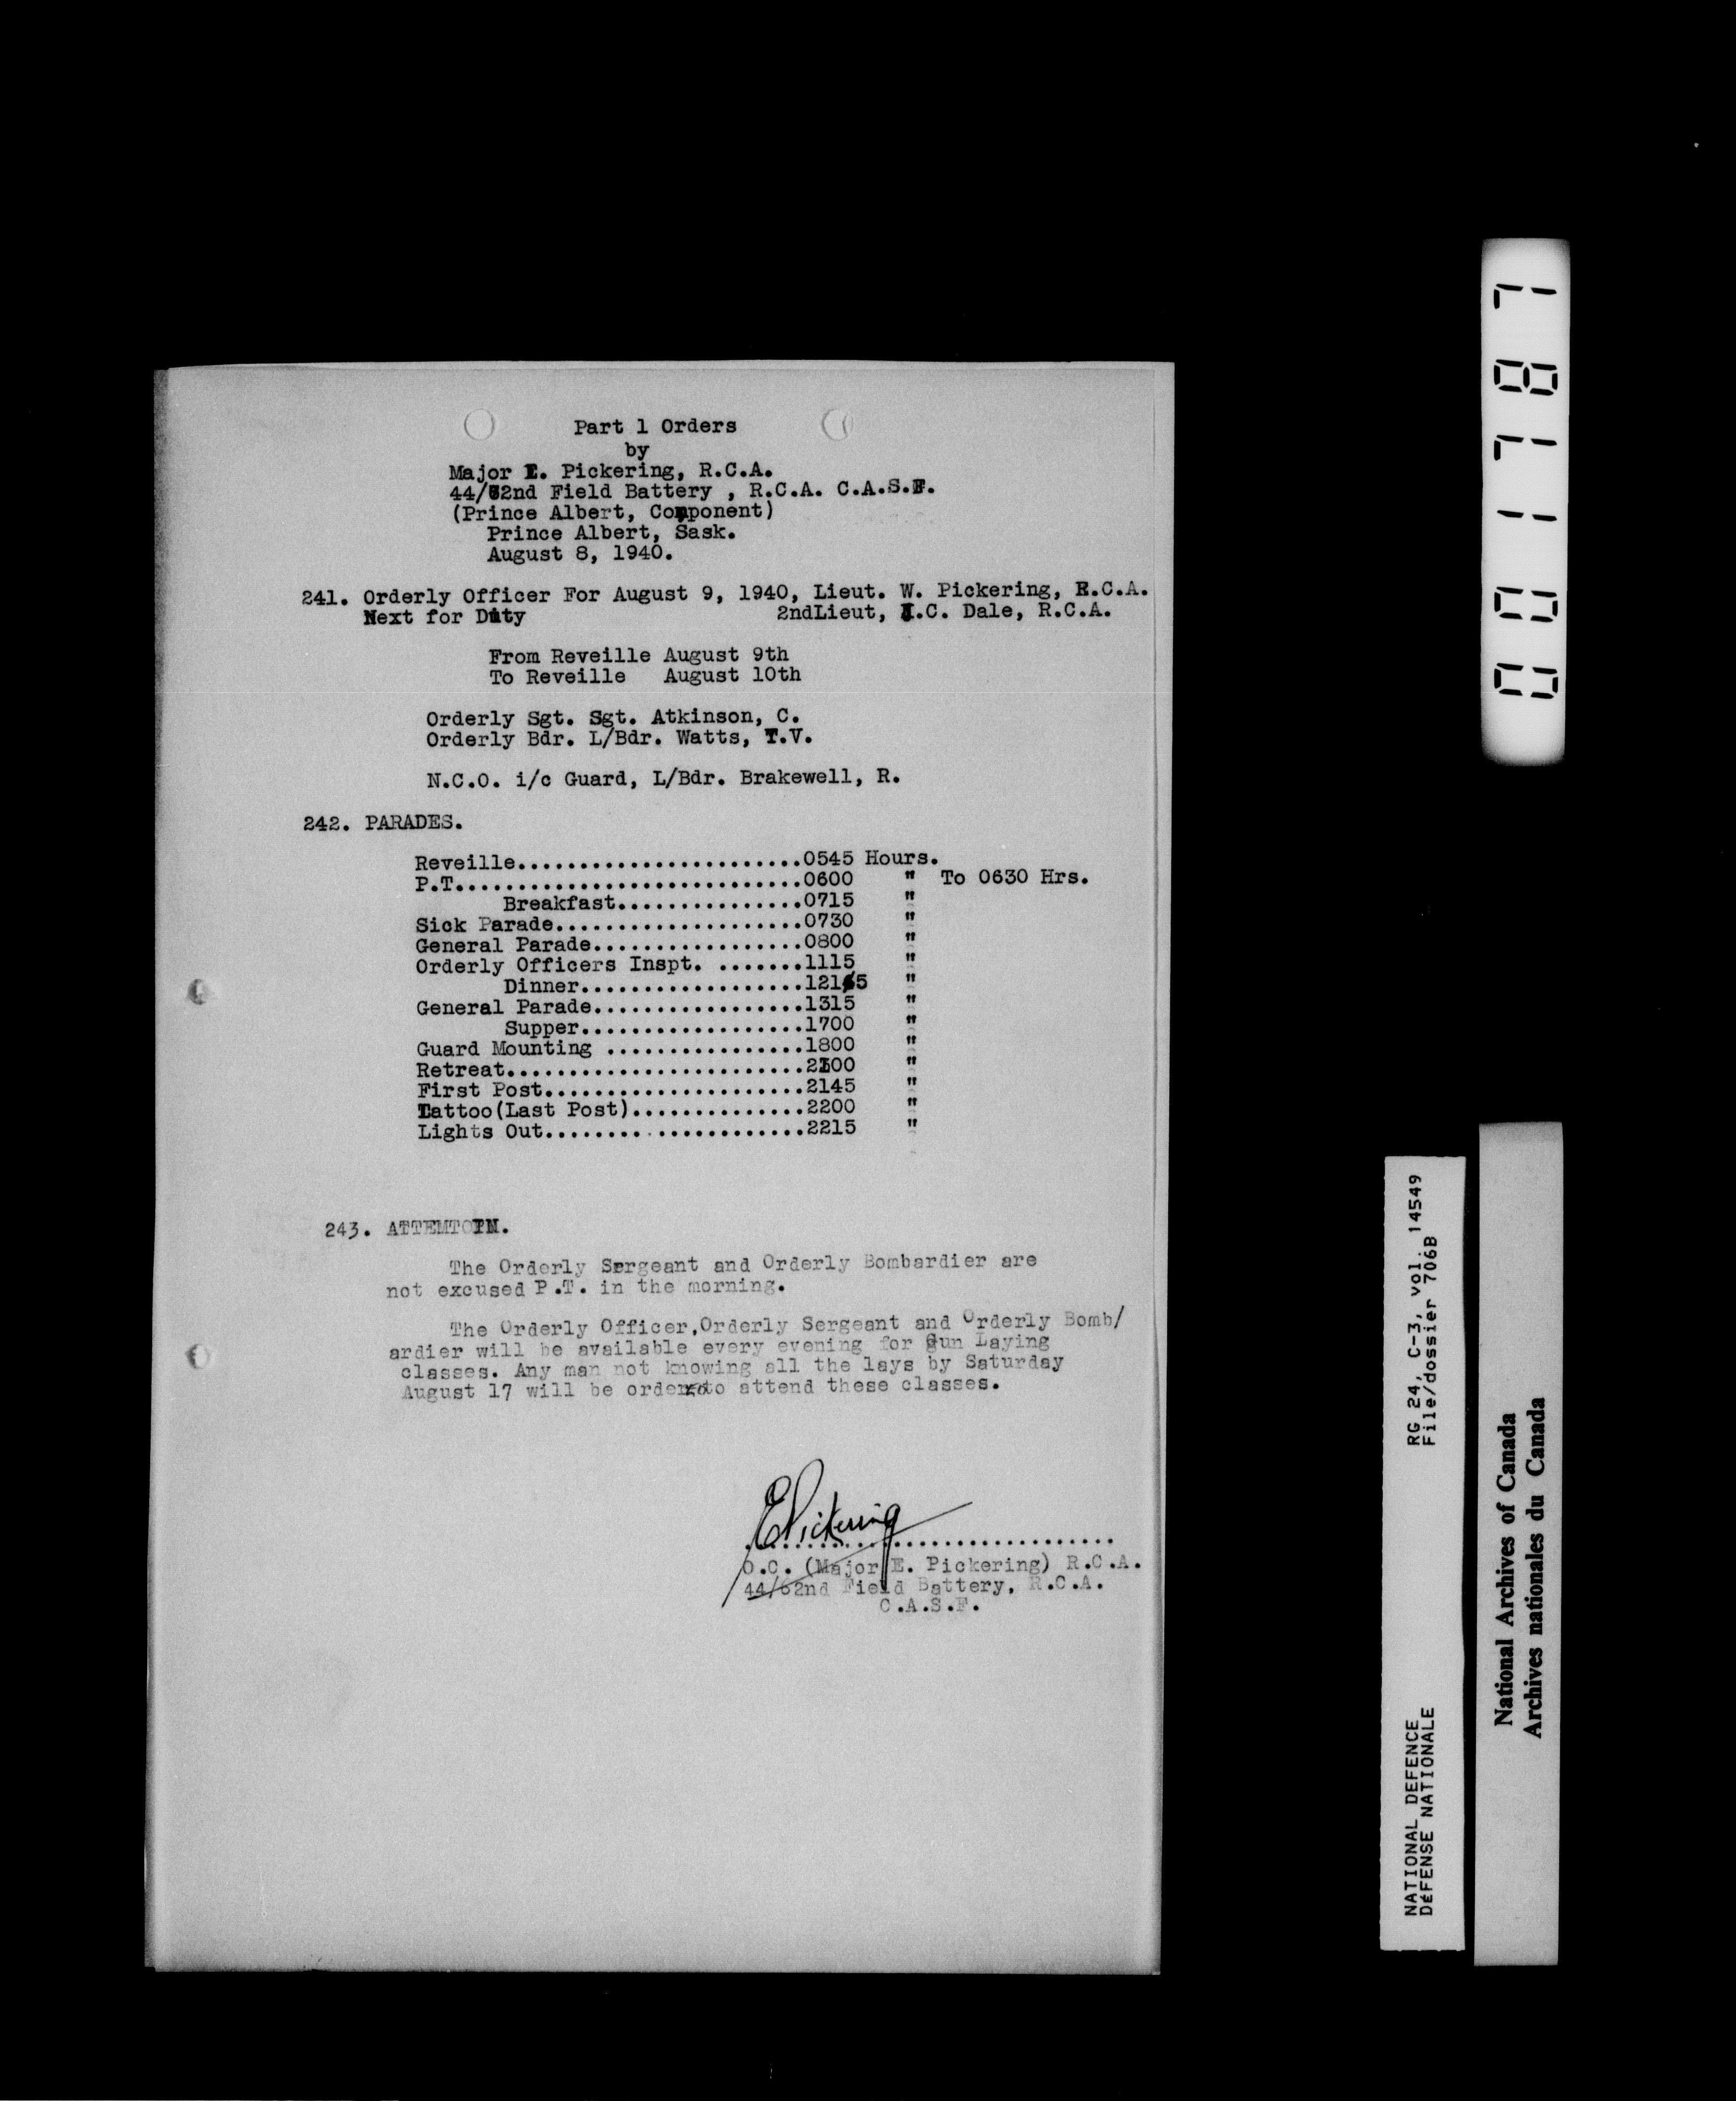 Part 1 Orders
by
Major E. Pickering, R.C.A.
44/62nd Field Battery , R.C.A. C.A.S.F.
(Prince Albert, Component)
Prince Albert, Sask.
August 8, 1940.
241. Orderly Officer For August 9, 1940, Lieut. W. Pickering, R.C.A.
Next for Duty 2ndLieut, .C. Dale, R.C.A.
From Reveille August 9th
To Reveille August 10th
Orderly Sgt. Sgt. Atkinson, C.
Orderly Bdr. L/Bdr. Watts, T.V.
N.C.O. i/c Guard, L/Bdr. Brakewell, R.
242. PARADES.
Reveille.......................0545 Hours.
P.T............................0600 " To 0630 Hrs.
Breakfast...............0715 "
Sick Parade....................0730 "
General Parade.................0800 "
Orderly Officers Inspt. .......1115 "
Dinner..................1215 "
General Parade.................1315 "
Supper..................1700 "
Guard Mounting ................1800 "
Retreat........................2100 "
First Post.....................2145 "
Tattoo(Last Post)..............2200 "
Lights Out.....................2215 "
243. ATTEMTOIN.
The Orderly Sergeant and Orderly Bombardier are
not excused P.T. in the morning.
The Orderly Officer,Orderly Sergeant and Orderly Bomb/
ardier will be available every evening for Gun Laying
classes. Any man not knowing all the lays by Saturday
August 17 will be order to attend these classes.
E Pickering
O.C. (Major E. Pickering) R.C.A.
44/62nd Field Battery, R.C.A.
C.A.S.F.
001787
RG 24, C-3, vol. 14549
File/dossier 706B
NATIONAL DEFENCE
DÉFENSE NATIONALE
National Archives of Canada
Archives nationales du Canada